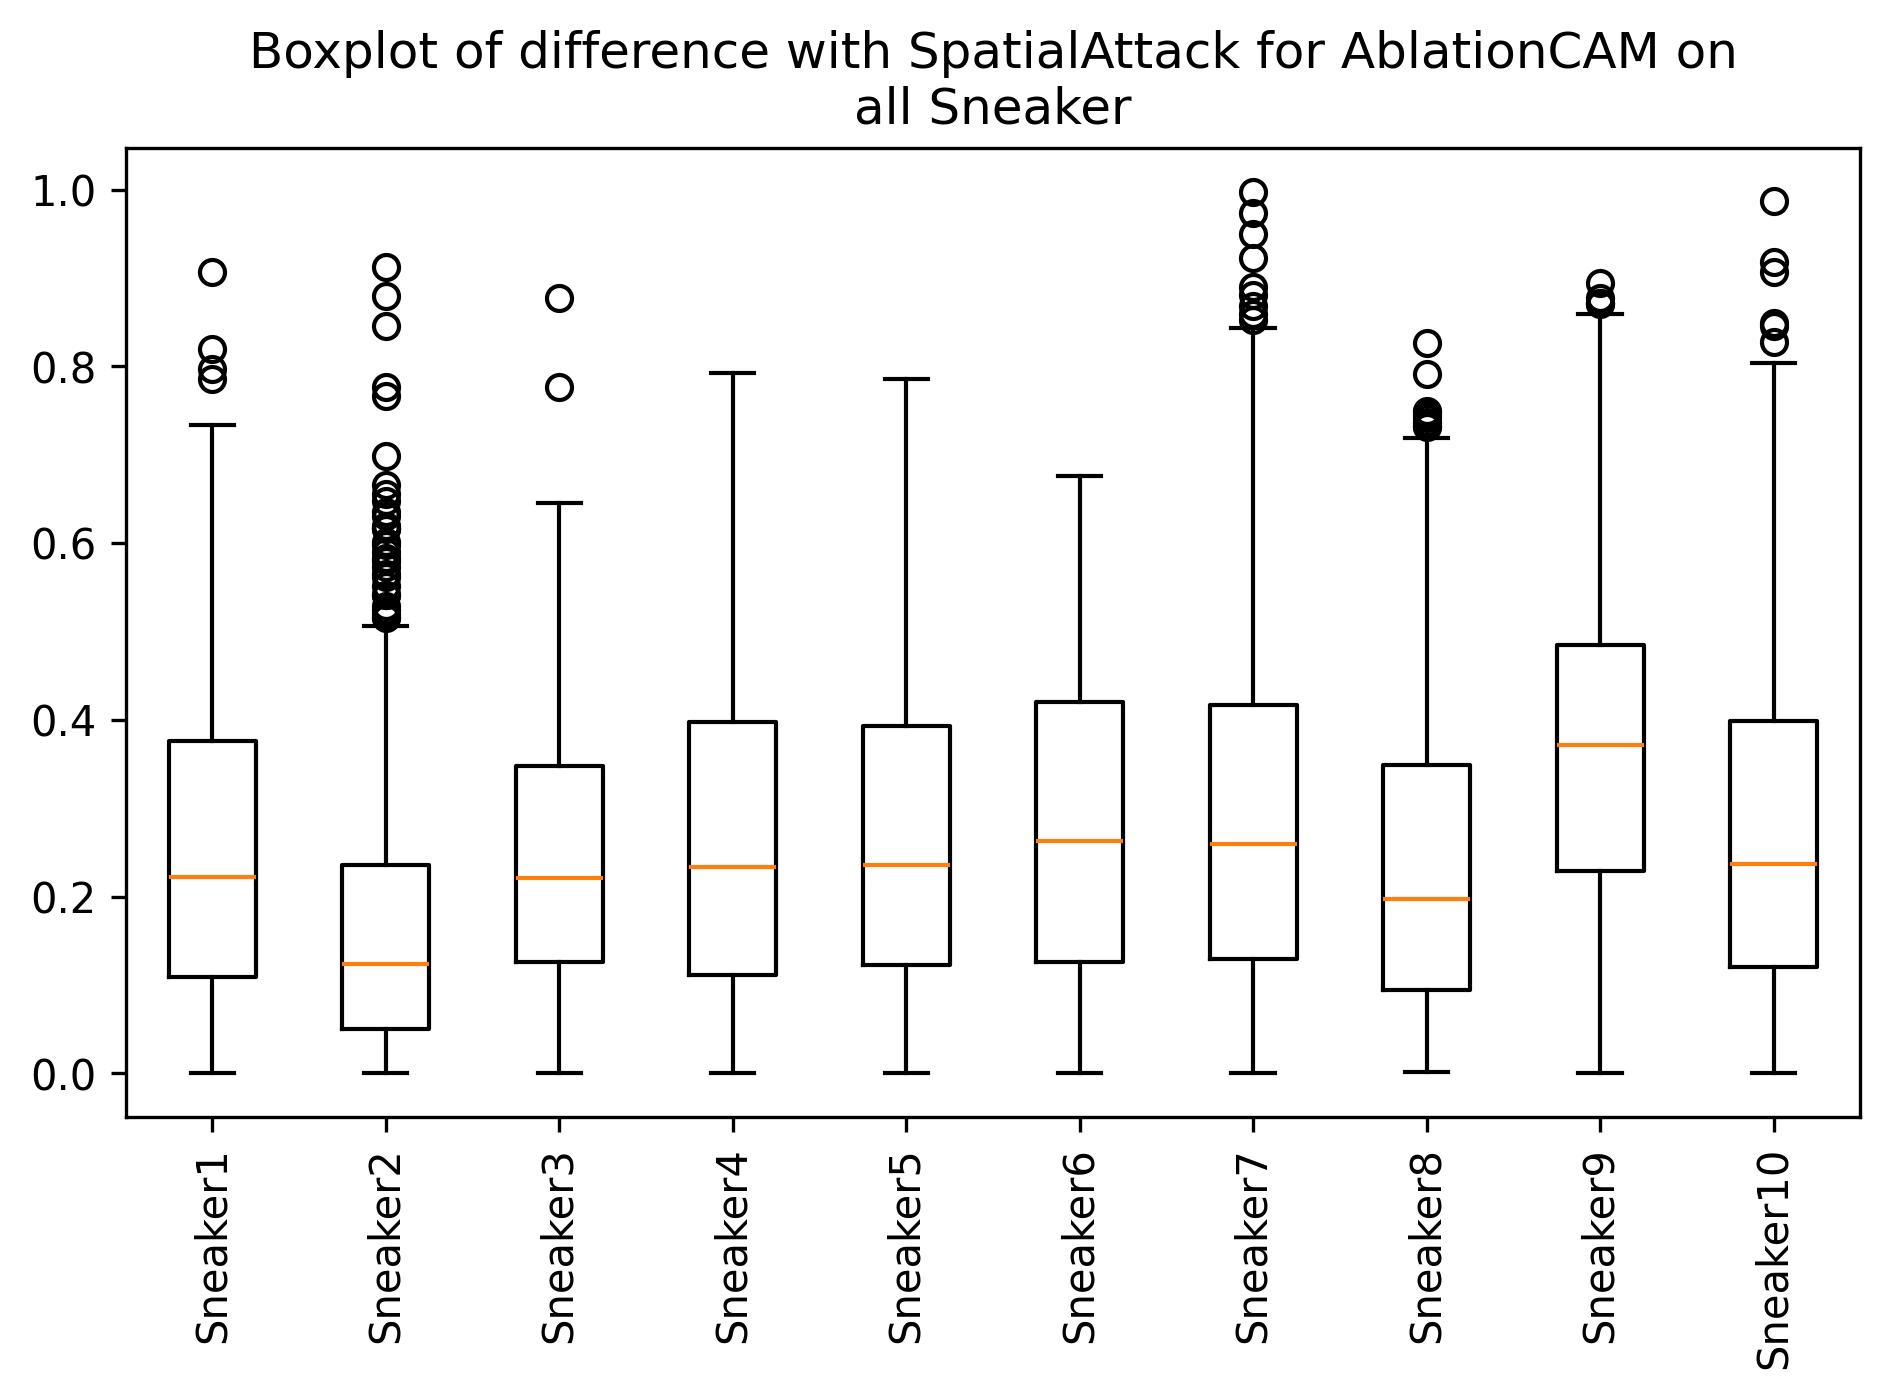 Boxplot of difference with SpatialAttack for AblationCAM on
all Sneaker
1.0
0.8
0.6
0.4
0.2
0.0
Sneaker1
Sneaker2
Sneaker3
Sneaker4
Sneaker5
Sneaker6
Sneaker7
Sneaker8
Sneaker9
Sneaker10